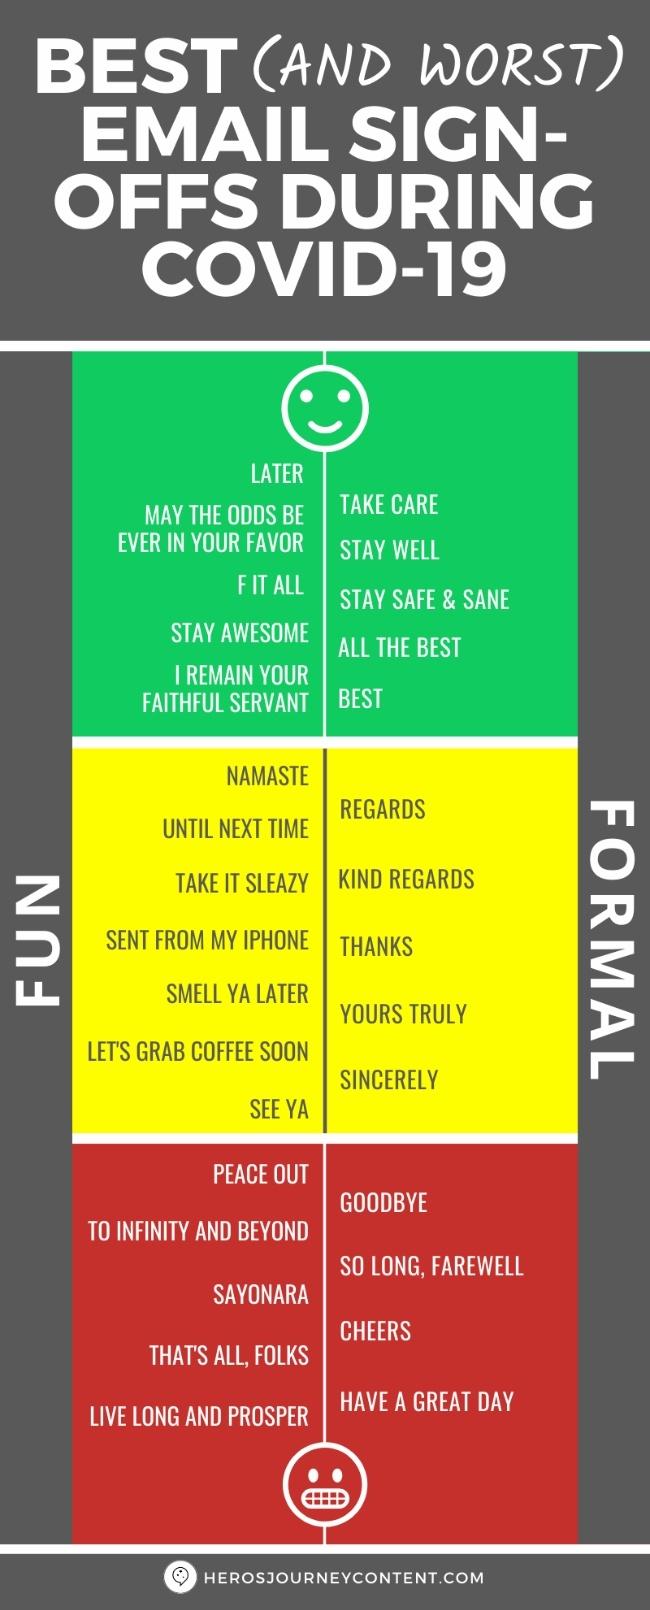 BEST (AND WORST)
EMAIL SIGN-
OFFS DURING
COVID-19
FUN
LATER
MAY THE ODDS BE
EVER IN YOUR FAVOR
F IT ALL
STAY AWESOME
I REMAIN YOUR
FAITHFUL SERVANT
NAMASTE
UNTIL NEXT TIME
TAKE IT SLEAZY
SENT FROM MY IPHONE
SMELL YA LATER
LET'S GRAB COFFEE SOON
SEE YA
PEACE OUT
TO INFINITY AND BEYOND
SAYONARA
THAT'S ALL, FOLKS
LIVE LONG AND PROSPER
FORMAL
TAKE CARE
STAY WELL
STAY SAFE & SANE
ALL THE BEST
BEST
REGARDS
KIND REGARDS
THANKS
YOURS TRULY
SINCERELY
GOODBYE
SO LONG, FAREWELL
CHEERS
HAVE A GREAT DAY
HEROSJOURNEYCONTENT.COM